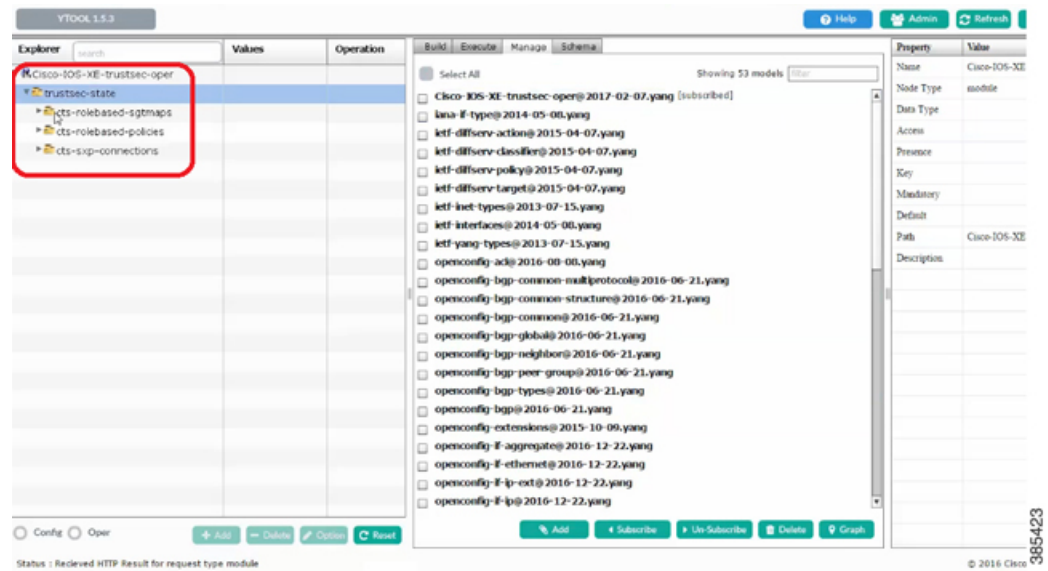 YTOOL 1.5.3
Help
Admin
Refresh
Explorer
search
Values
Operation
Cisco-IOS-XE-trustsec-oper
trustsec-state
cts-rolebased-sgtmaps
cts-rolebased-policies
cts-sxp-connections
Config
Oper
Add
Delete
Option
Reset
Build
Execute
Manage
Schema
Select All
Showing 53 models
filter
Cisco-IOS-XE-trustsec-oper@2017-02-07.yang [subscribed]
iana-if-type@2014-05-08.yang
ietf-diffserv-action@2015-04-07.yang
ietf-diffserv-classifier@2015-04-07.yang
ietf-diffserv-policy@2015-04-07.yang
ietf-diffserv-target@2015-04-07.yang
ietf-inet-types@2013-07-15.yang
ietf-interfaces@2014-05-08.yang
ietf-yang-types@2013-07-15.yang
openconfig-acl@2016-08-08.yang
openconfig-bgp-common-multiprotocol@2016-06-21.yang
openconfig-bgp-common-structure@2016-06-21.yang
openconfig-bgp-common@2016-06-21.yang
openconfig-bgp-global@2016-06-21.yang
openconfig-bgp-neighbor@2016-06-21.yang
openconfig-bgp-peer-group@2016-06-21.yang
openconfig-bgp-types@2016-06-21.yang
openconfig-bgp@2016-06-21.yang
openconfig-extensions@2015-10-09.yang
openconfig-if-aggregate@2016-12-22.yang
openconfig-if-ethernet@2016-12-22.yang
openconfig-if-ip-ext@2016-12-22.yang
openconfig-if-ip@2016-12-22.yang
Add
Subscribe
Un-Subscribe
Delete
Graph
Property
Value
Name
Cisco-IOS-XE
Node Type
module
Data Type
Access
Presence
Key
Mandatory
Default
Path
Cisco-IOS-XE
Description
Status : Recieved HTTP Result for request type module
© 2016 Cisco
385423